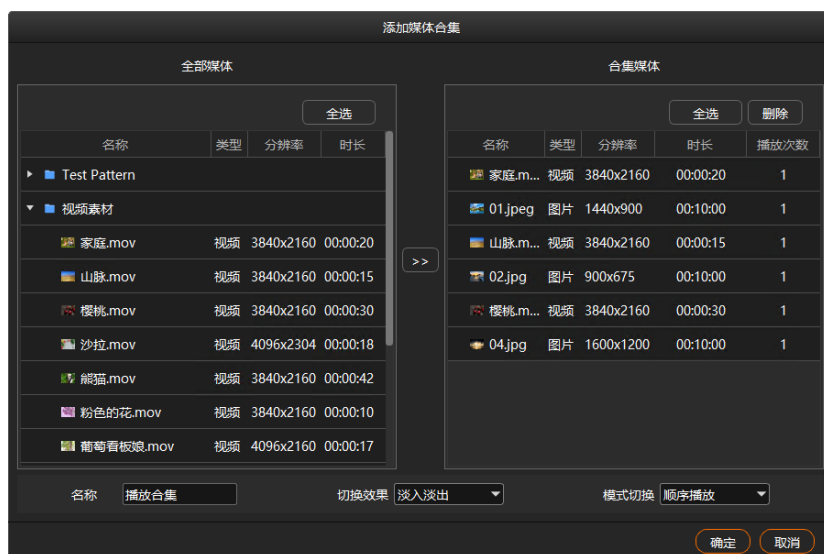 添加媒体合集
全部媒体
合集媒体
全选
全选 删除
名称 类型 分辨率 时长
名称 类型 分辨率 时长 播放次数
Test Pattern
视频素材
家庭.mov 视频 3840x2160 00:00:20
山脉.mov 视频 3840x2160 00:00:15
樱桃.mov 视频 3840x2160 00:00:30
沙拉.mov 视频 4096x2304 00:00:18
熊猫.mov 视频 3840x2160 00:00:42
粉色的花.mov 视频 3840x2160 00:00:10
葡萄看板娘.mov 视频 4096x2160 00:00:17
>>
家庭.m... 视频 3840x2160 00:00:20 1
01.jpeg 图片 1440x900 00:10:00 1
山脉.m... 视频 3840x2160 00:00:15 1
02.jpg 图片 900x675 00:10:00 1
樱桃.m... 视频 3840x2160 00:00:30 1
04.jpg 图片 1600x1200 00:10:00 1
名称 播放合集 切换效果 淡入淡出 模式切换 顺序播放
确定 取消